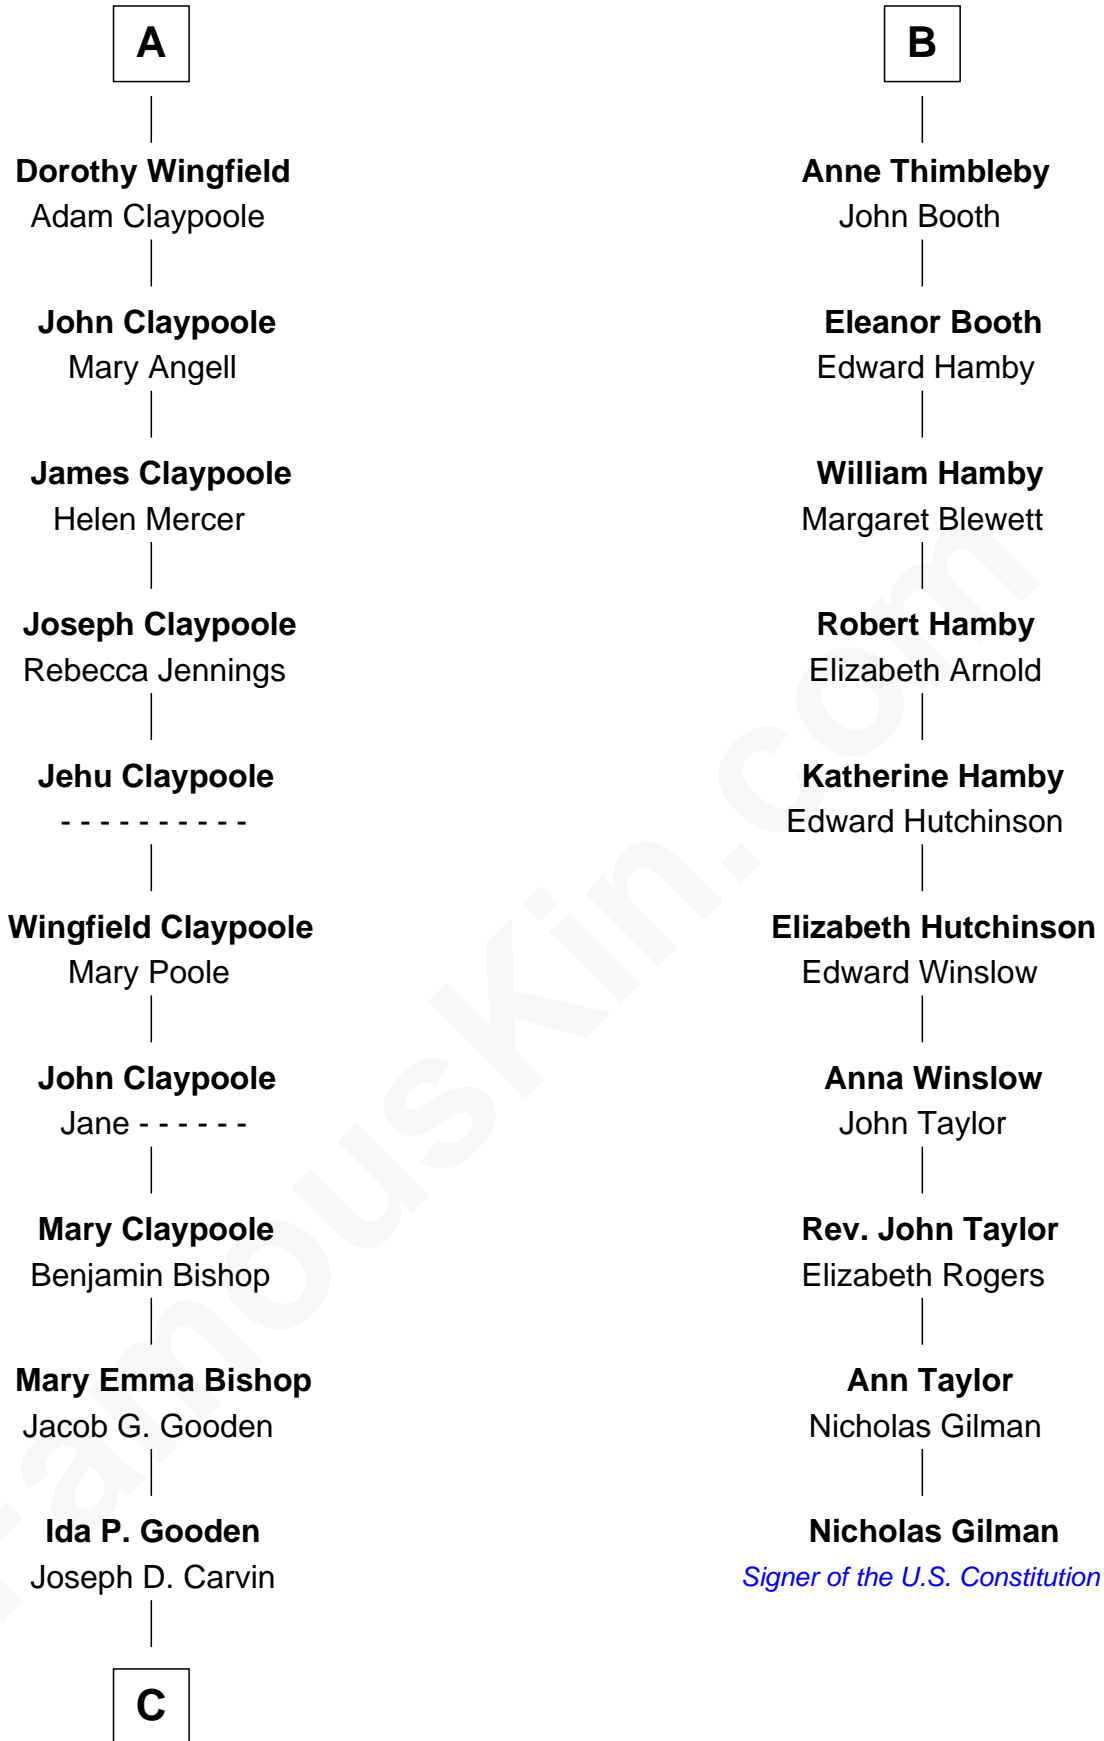 A
Dorothy Wingfield
Adam Claypoole
John Claypoole
Mary Angell
James Claypoole
Helen Mercer
Joseph Claypoole
Rebecca Jennings
Jehu Claypoole
- - - - - - - - - -
Wingfield Claypoole
Mary Poole
John Claypoole
Jane - - - - - -
Mary Claypoole
Benjamin Bishop
Mary Emma Bishop
Jacob G. Gooden
Ida P. Gooden
Joseph D. Carvin
C
B
Anne Thimbleby
John Booth
Eleanor Booth
Edward Hamby
William Hamby
Margaret Blewett
Robert Hamby
Elizabeth Arnold
Katherine Hamby
Edward Hutchinson
Elizabeth Hutchinson
Edward Winslow
Anna Winslow
John Taylor
Rev. John Taylor
Elizabeth Rogers
Ann Taylor
Nicholas Gilman
Nicholas Gilman
Signer of the U.S. Constitution
FamousKin.com